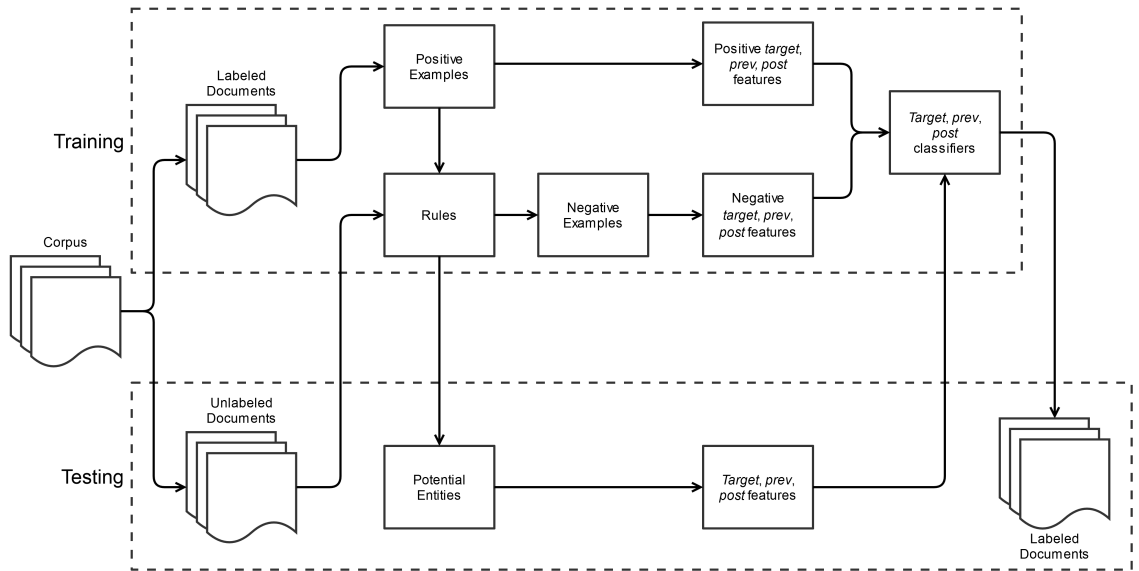 Labeled
Documents
Positive
Examples
Positive target,
prev, post
features
Training
Target, prev,
post
classifiers
Rules
Negative
Examples
Negative
target, prev,
post features
Corpus
Unlabeled
Documents
Testing
Potential
Entities
Target, prev,
post features
Labeled
Documents